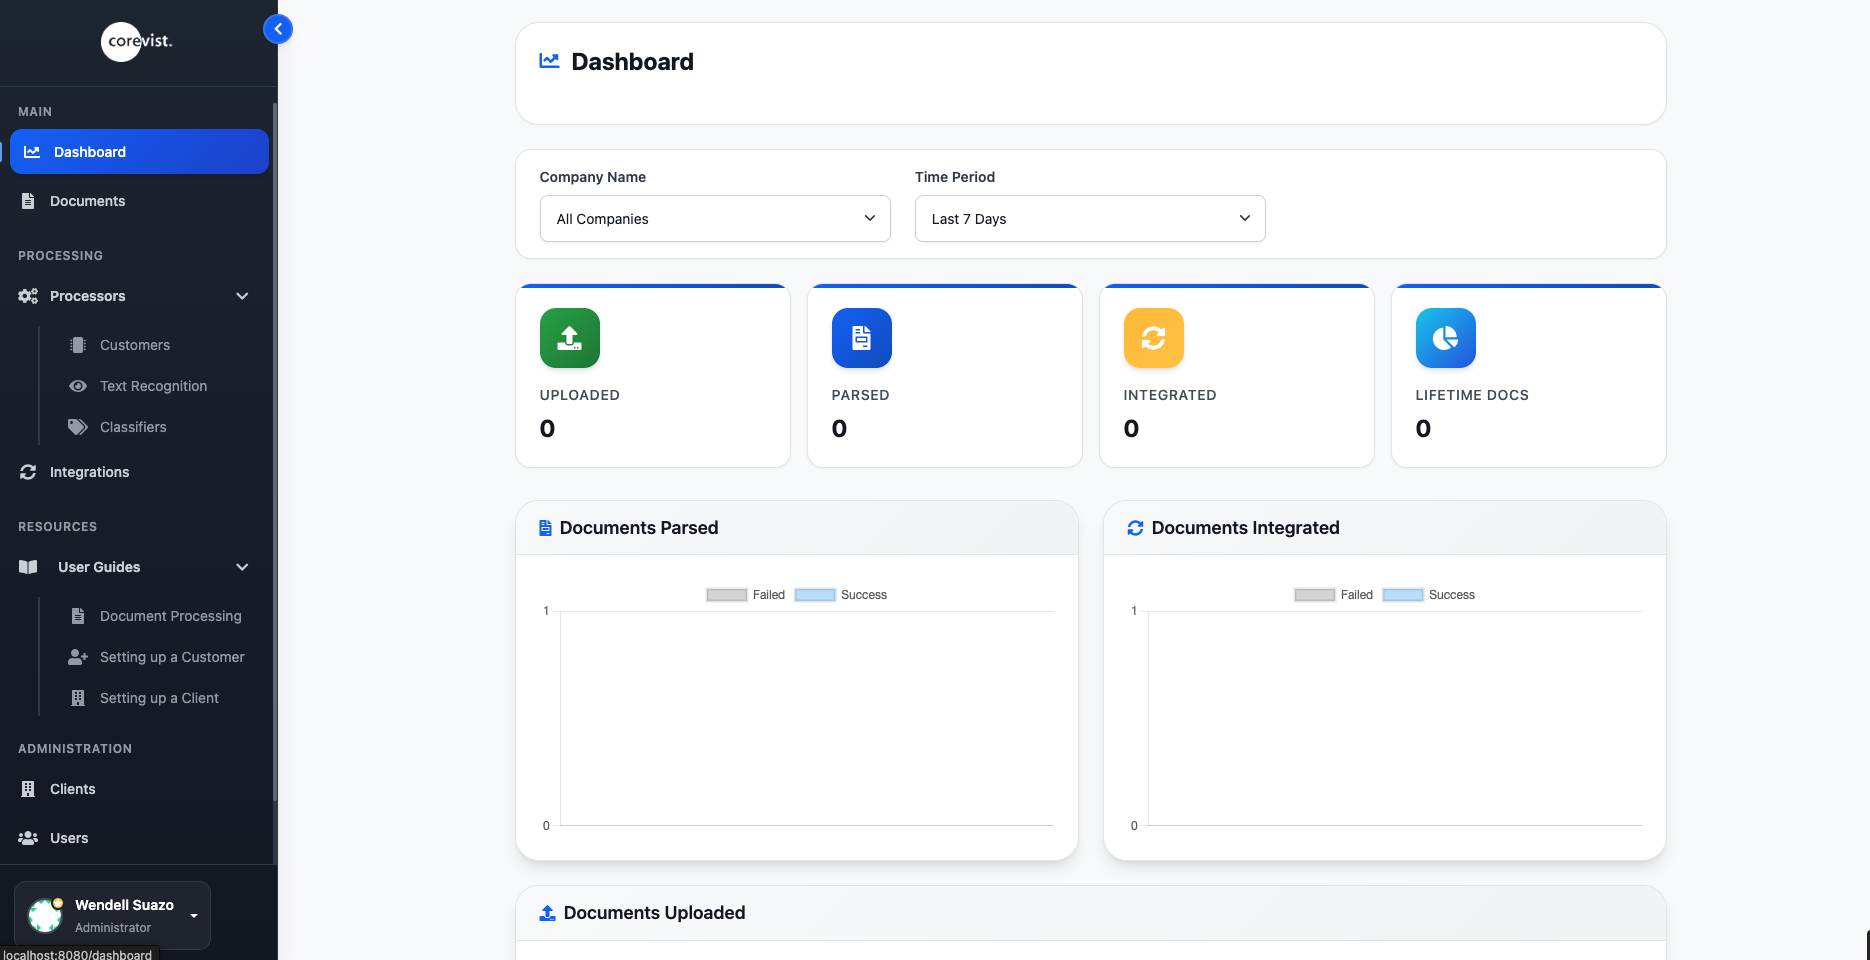 corevist.
MAIN
Dashboard
Documents
PROCESSING
Processors
Customers
Text Recognition
Classifiers
Integrations
RESOURCES
User Guides
Document Processing
Setting up a Customer
Setting up a Client
ADMINISTRATION
Clients
Users
Wendell Suazo
Administrator
localhost:8080/dashboard
Dashboard
Company Name
All Companies
Time Period
Last 7 Days
UPLOADED
0
PARSED
0
INTEGRATED
0
LIFETIME DOCS
0
Documents Parsed
Failed Success
1
0
Documents Integrated
Failed Success
1
0
Documents Uploaded